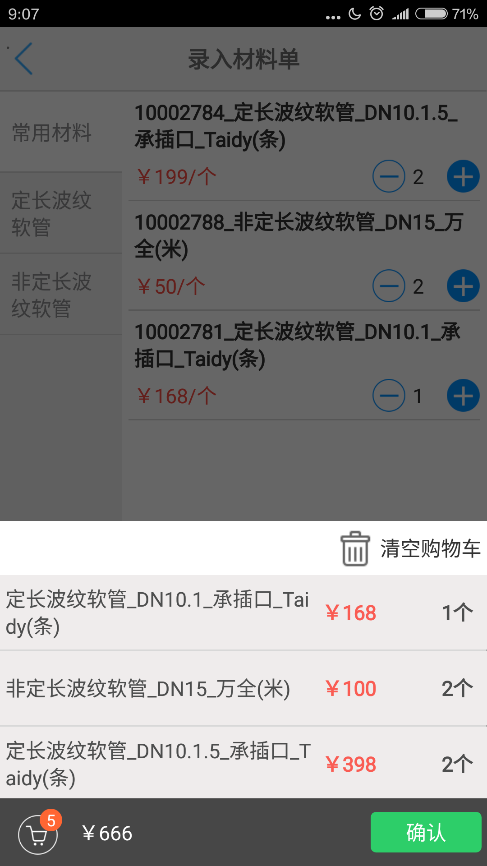 9:07
71%
录入材料单
常用材料
定长波纹
软管
非定长波
纹软管
10002784_定长波纹软管_DN10.1.5_
承插口_Taidy(条)
￥199/个
2
10002788_非定长波纹软管_DN15_万
全(米)
￥50/个
2
10002781_定长波纹软管_DN10.1_承
插口_Taidy(条)
￥168/个
1
清空购物车
定长波纹软管_DN10.1_承插口_Tai
dy(条)
￥168
1个
非定长波纹软管_DN15_万全(米)
￥100
2个
定长波纹软管_DN10.1.5_承插口_T
aidy(条)
￥398
2个
5
￥666
确认